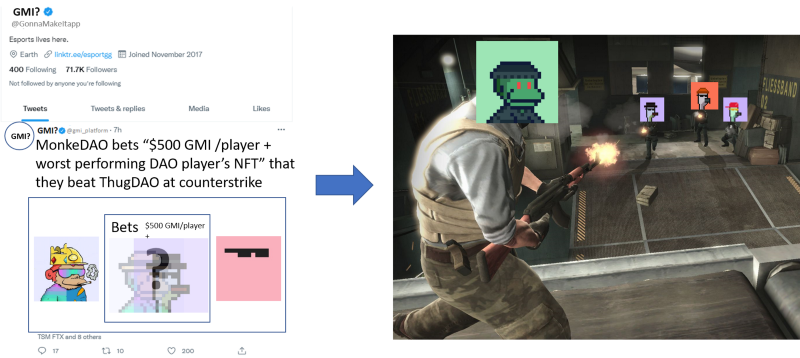 GMI?
@GonnaMakeItapp
Esports lives here.
Earth linktr.ee/esportgg Joined November 2017
400 Following 71.7K Followers
Not followed by anyone you're following
Tweets Tweets & replies Media Likes
GMI?
GMI? @gmi_platform · 7h
MonkeDAO bets “$500 GMI /player +
worst performing DAO player’s NFT” that
they beat ThugDAO at counterstrike
Bets $500 GMI/player
+
?
TSM FTX and 8 others
17 10 200
FLIESSBAND
02